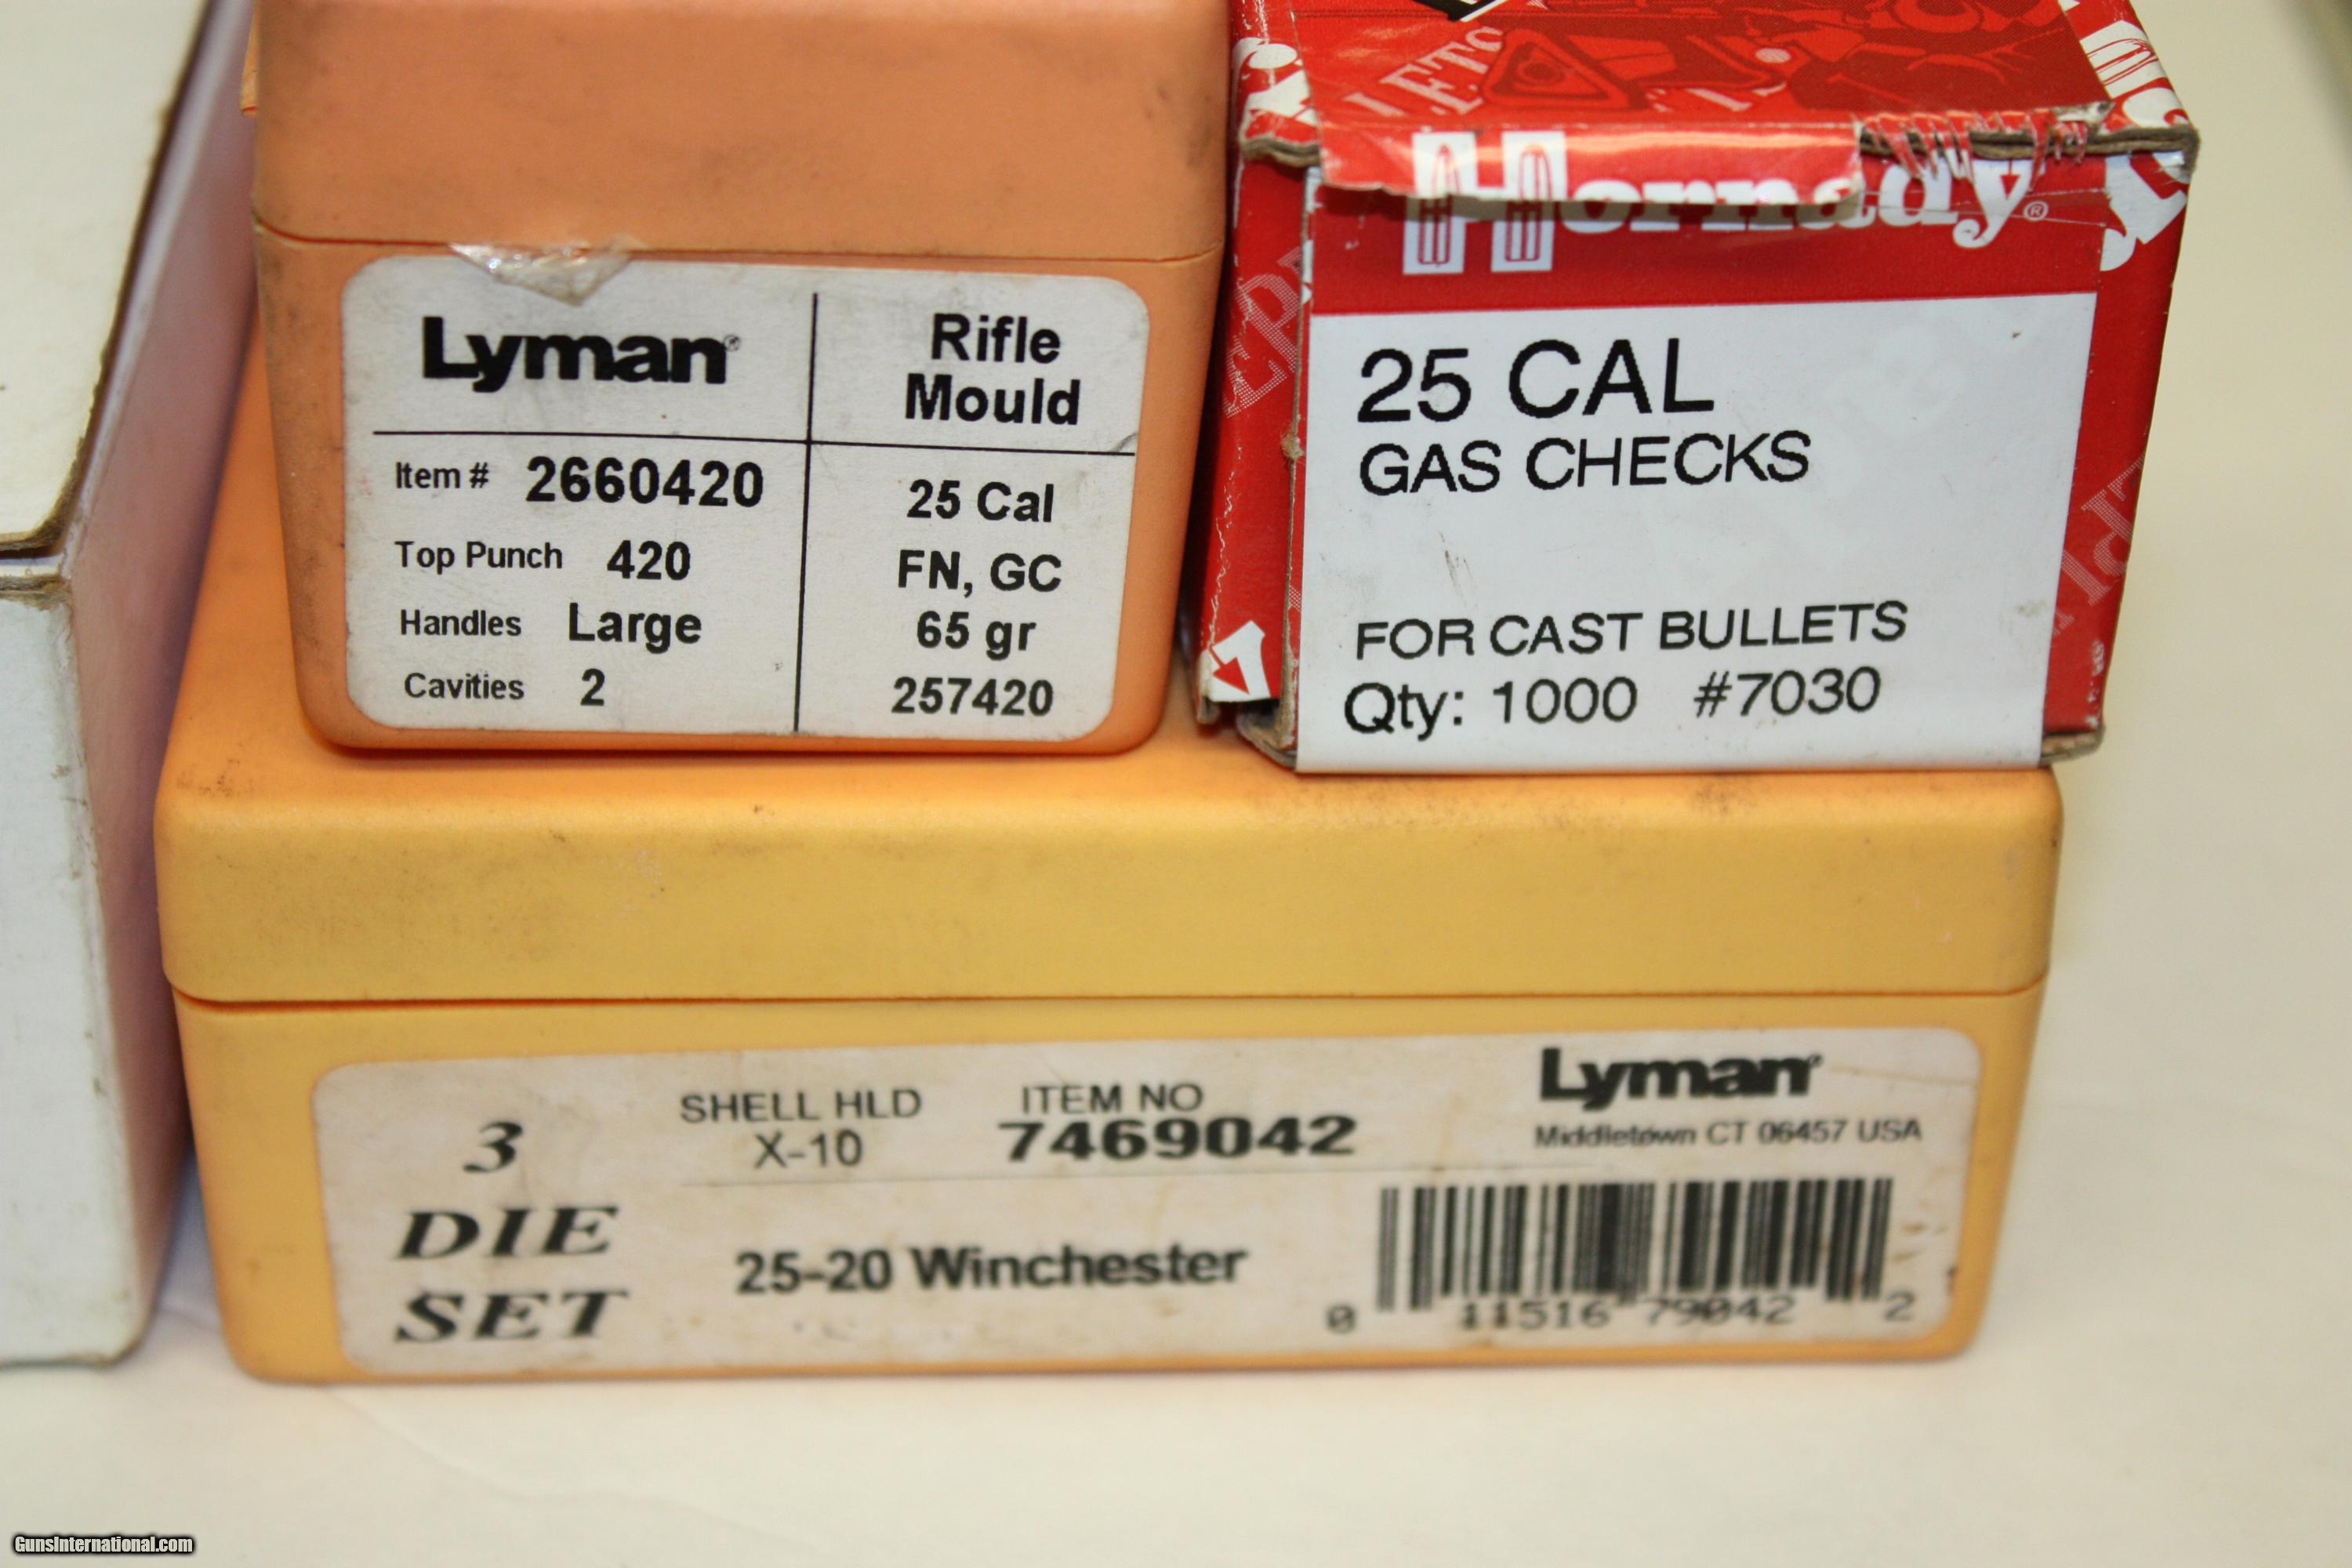 Lyman®
Rifle
Mould
Item # 2660420
Top Punch 420
Handles Large
Cavities 2
25 Cal
FN, GC
65 gr
257420
Hornady®
25 CAL
GAS CHECKS
FOR CAST BULLETS
Qty: 1000 #7030
3
DIE
SET
SHELL HLD
X-10
ITEM NO
7469042
Lyman®
Middletown CT 06457 USA
25-20 Winchester
0 11516 79042 2
GunsInternational.com